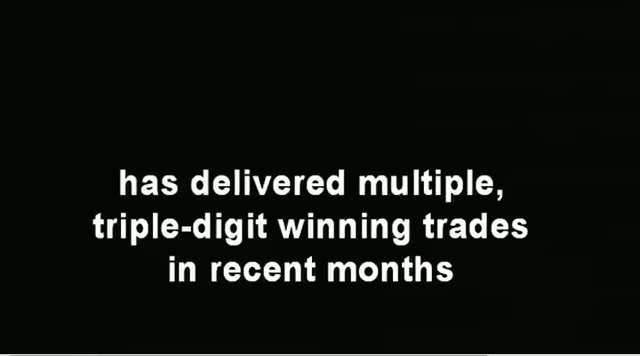 has delivered multiple,
triple-digit winning trades
in recent months